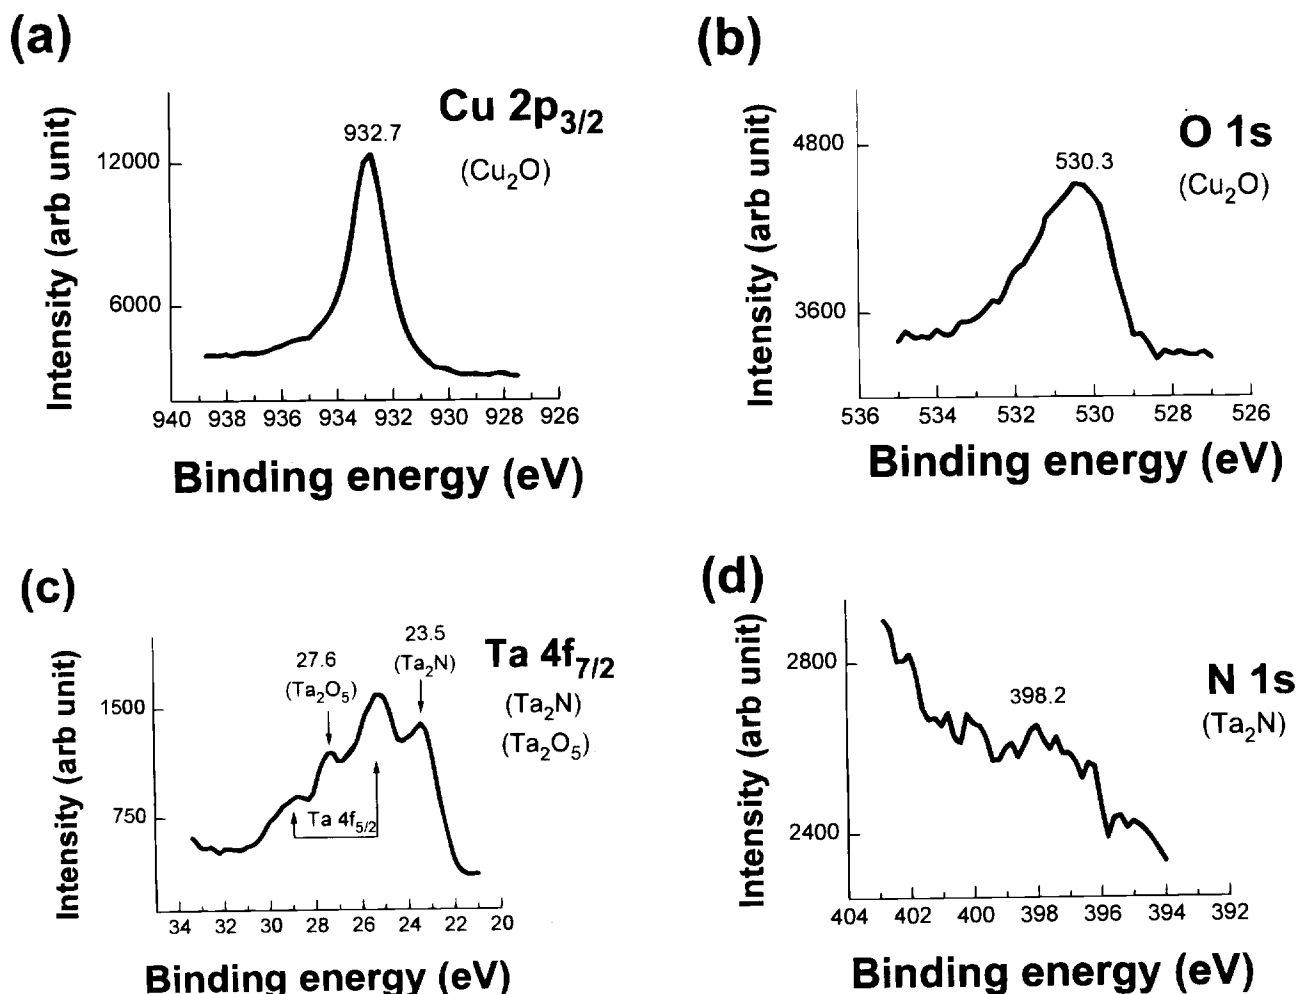 (a)
Cu 2p3/2
(Cu2O)
932.7
Intensity (arb unit)
12000
6000
940 938 936 934 932 930 928 926
Binding energy (eV)
(b)
O 1s
(Cu2O)
530.3
Intensity (arb unit)
4800
3600
536 534 532 530 528 526
Binding energy (eV)
(c)
Ta 4f7/2
(Ta2N)
(Ta2O5)
23.5
(Ta2N)
27.6
(Ta2O5)
Ta 4f5/2
Intensity (arb unit)
1500
750
34 32 30 28 26 24 22 20
Binding energy (eV)
(d)
N 1s
(Ta2N)
398.2
Intensity (arb unit)
2800
2400
404 402 400 398 396 394 392
Binding energy (eV)